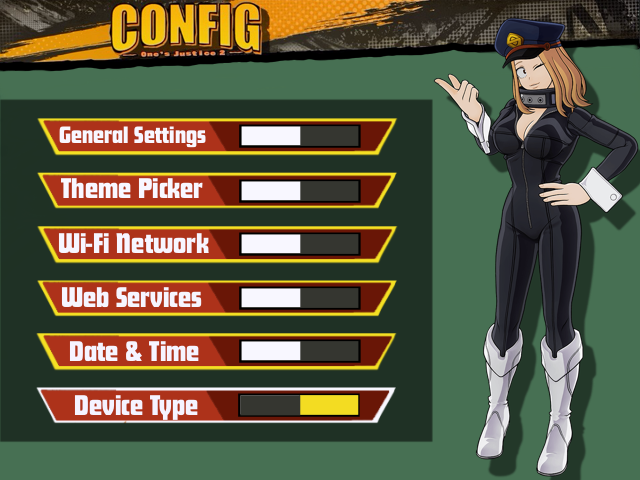 CONFIG
One's Justice 2
General Settings
Theme Picker
Wi-Fi Network
Web Services
Date & Time
Device Type